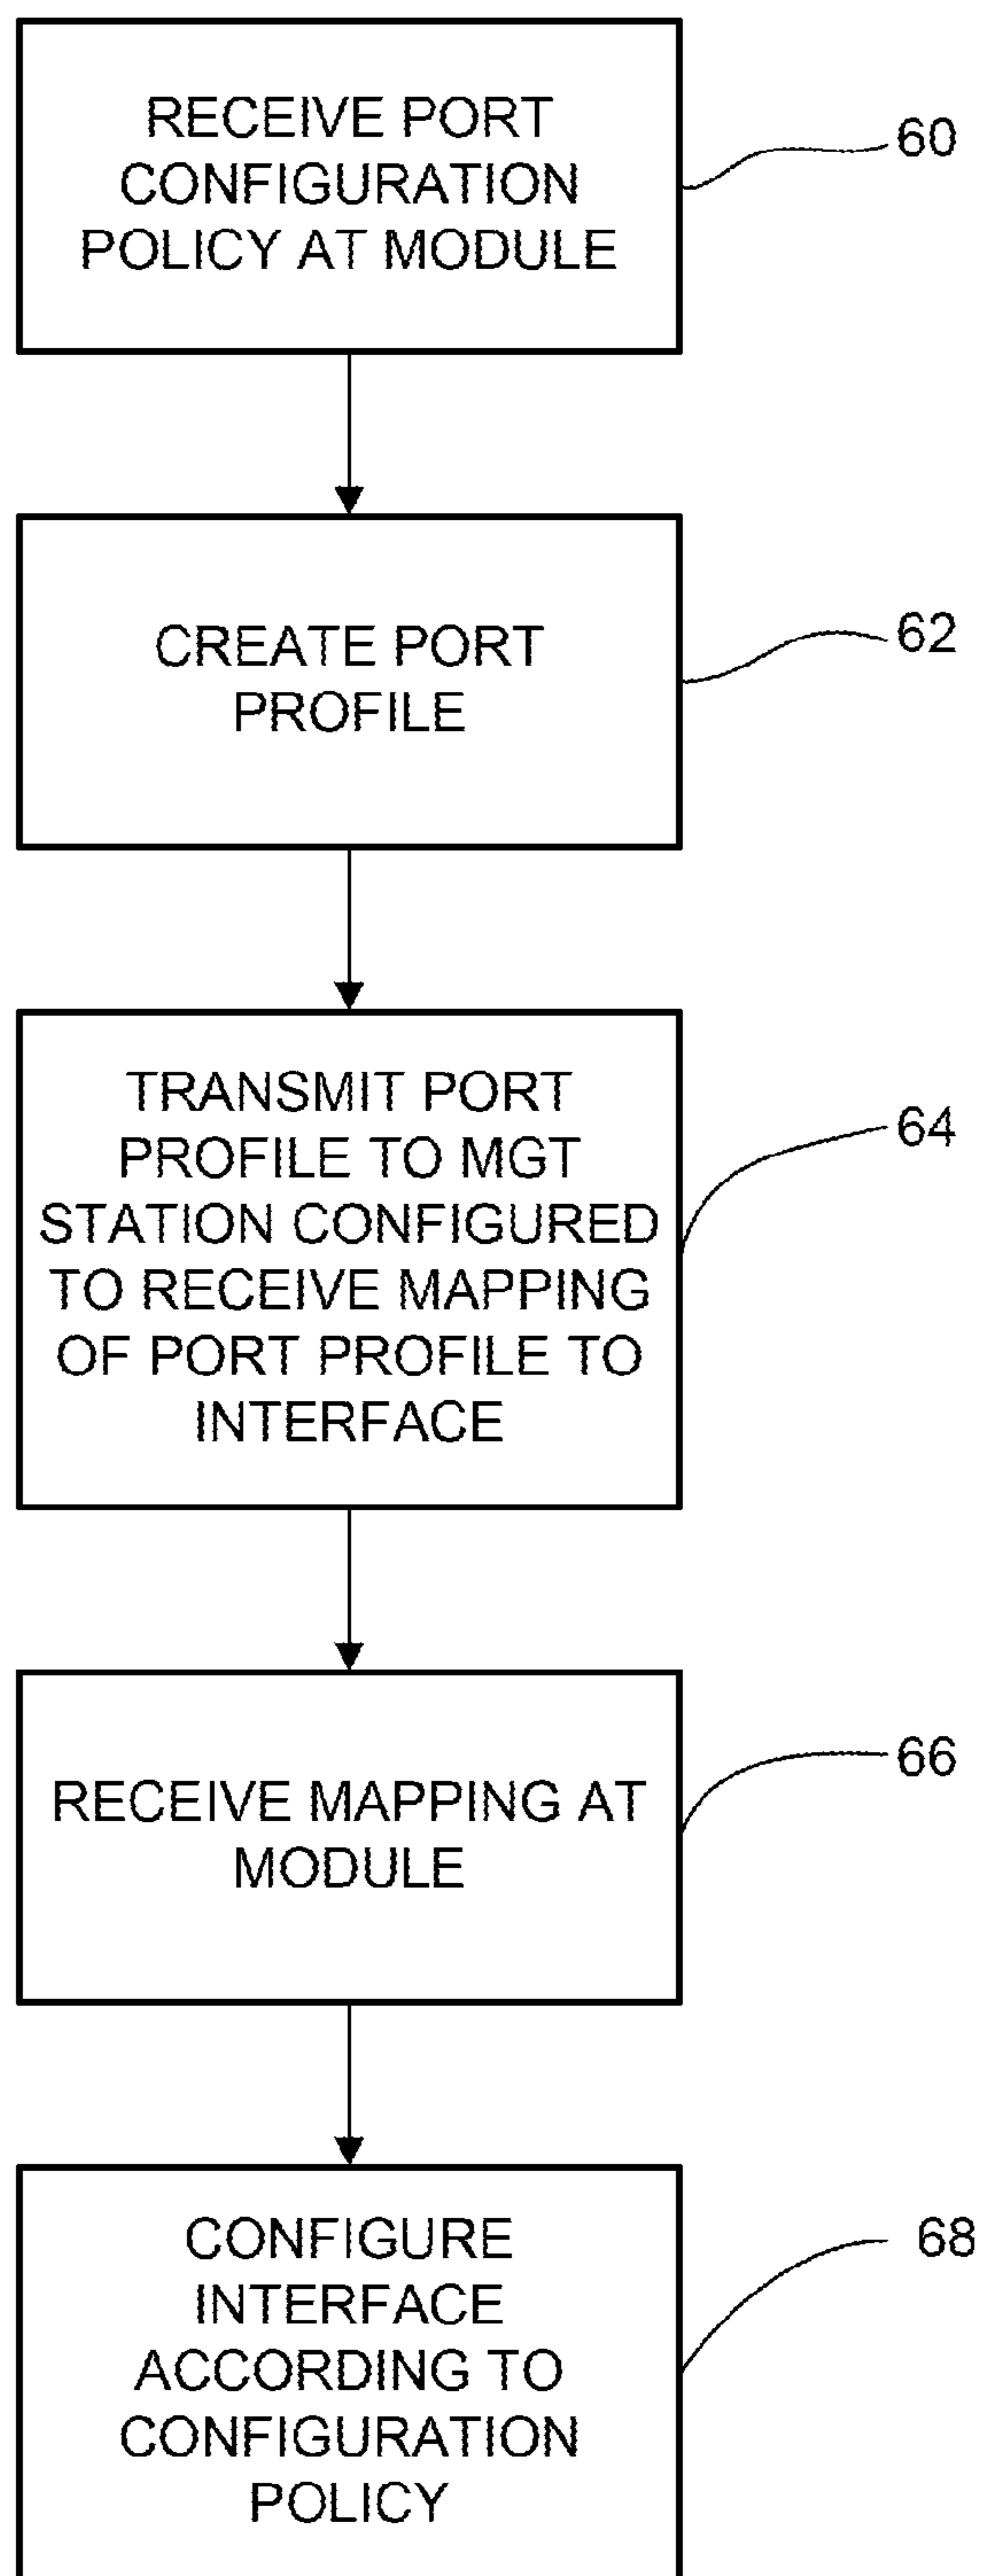 RECEIVE PORT
CONFIGURATION
POLICY AT MODULE
60
CREATE PORT
PROFILE
62
TRANSMIT PORT
PROFILE TO MGT
STATION CONFIGURED
TO RECEIVE MAPPING
OF PORT PROFILE TO
INTERFACE
64
RECEIVE MAPPING AT
MODULE
66
CONFIGURE
INTERFACE
ACCORDING TO
CONFIGURATION
POLICY
68